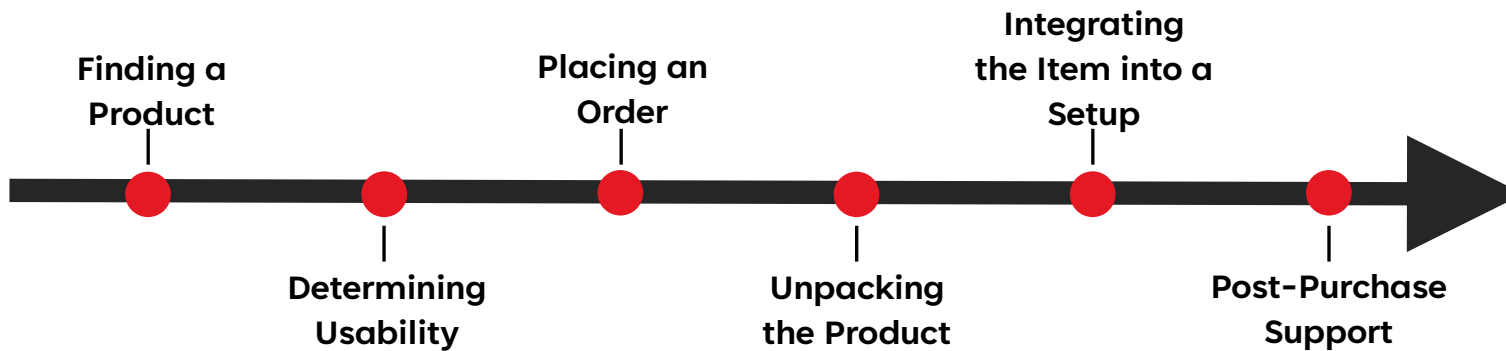 Finding a
Product
Determining
Usability
Placing an
Order
Unpacking
the Product
Integrating
the Item into a
Setup
Post-Purchase
Support